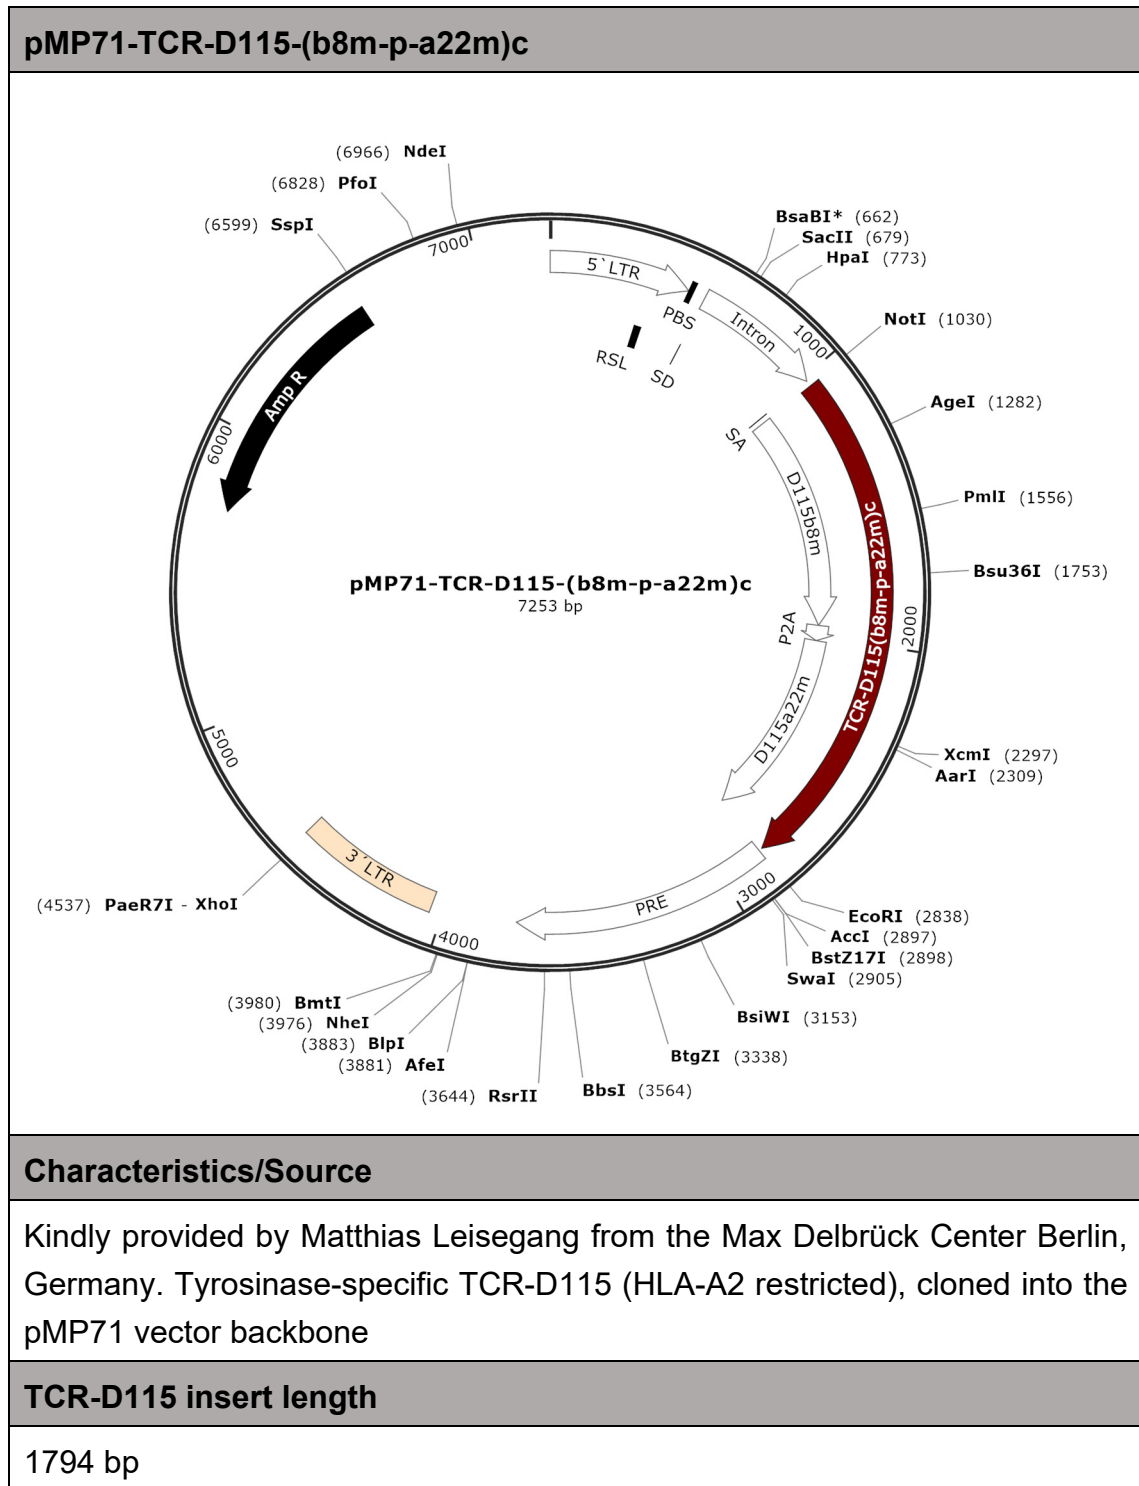 pMP71-TCR-D115-(b8m-p-a22m)c
(6966) NdeI
(6828) PfoI
(6599) SspI
7000
5`LTR
PBS
RSL
SD
Intron
1000
BsaBI* (662)
SacII (679)
HpaI (773)
NotI (1030)
AgeI (1282)
PmlI (1556)
Bsu36I (1753)
2000
Amp R
6000
SA
D115b8m
TCR-D115(b8m-p-a22m)c
P2A
D115a22m
pMP71-TCR-D115-(b8m-p-a22m)c
7253 bp
XcmI (2297)
AarI (2309)
5000
3´LTR
PRE
3000
4000
(4537) PaeR7I - XhoI
EcoRI (2838)
AccI (2897)
BstZ17I (2898)
SwaI (2905)
BsiWI (3153)
BtgZI (3338)
BbsI (3564)
(3644) RsrII
(3881) AfeI
(3883) BlpI
(3976) NheI
(3980) BmtI
Characteristics/Source
Kindly provided by Matthias Leisegang from the Max Delbrück Center Berlin,
Germany. Tyrosinase-specific TCR-D115 (HLA-A2 restricted), cloned into the
pMP71 vector backbone
TCR-D115 insert length
1794 bp